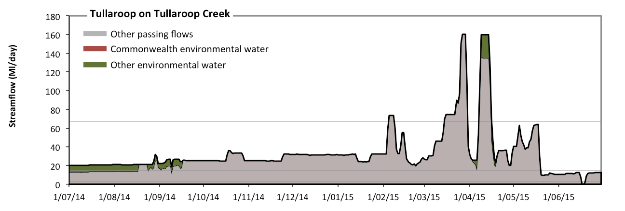 Tullaroop on Tullaroop Creek
Streamflow (Ml/day)
180
160
140
120
100
80
60
40
20
0
Other passing flows
Commonwealth environmental water
Other environmental water
1/07/14 1/08/14 1/09/14 1/10/14 1/11/14 1/12/14 1/01/15 1/02/15 1/03/15 1/04/15 1/05/15 1/06/15